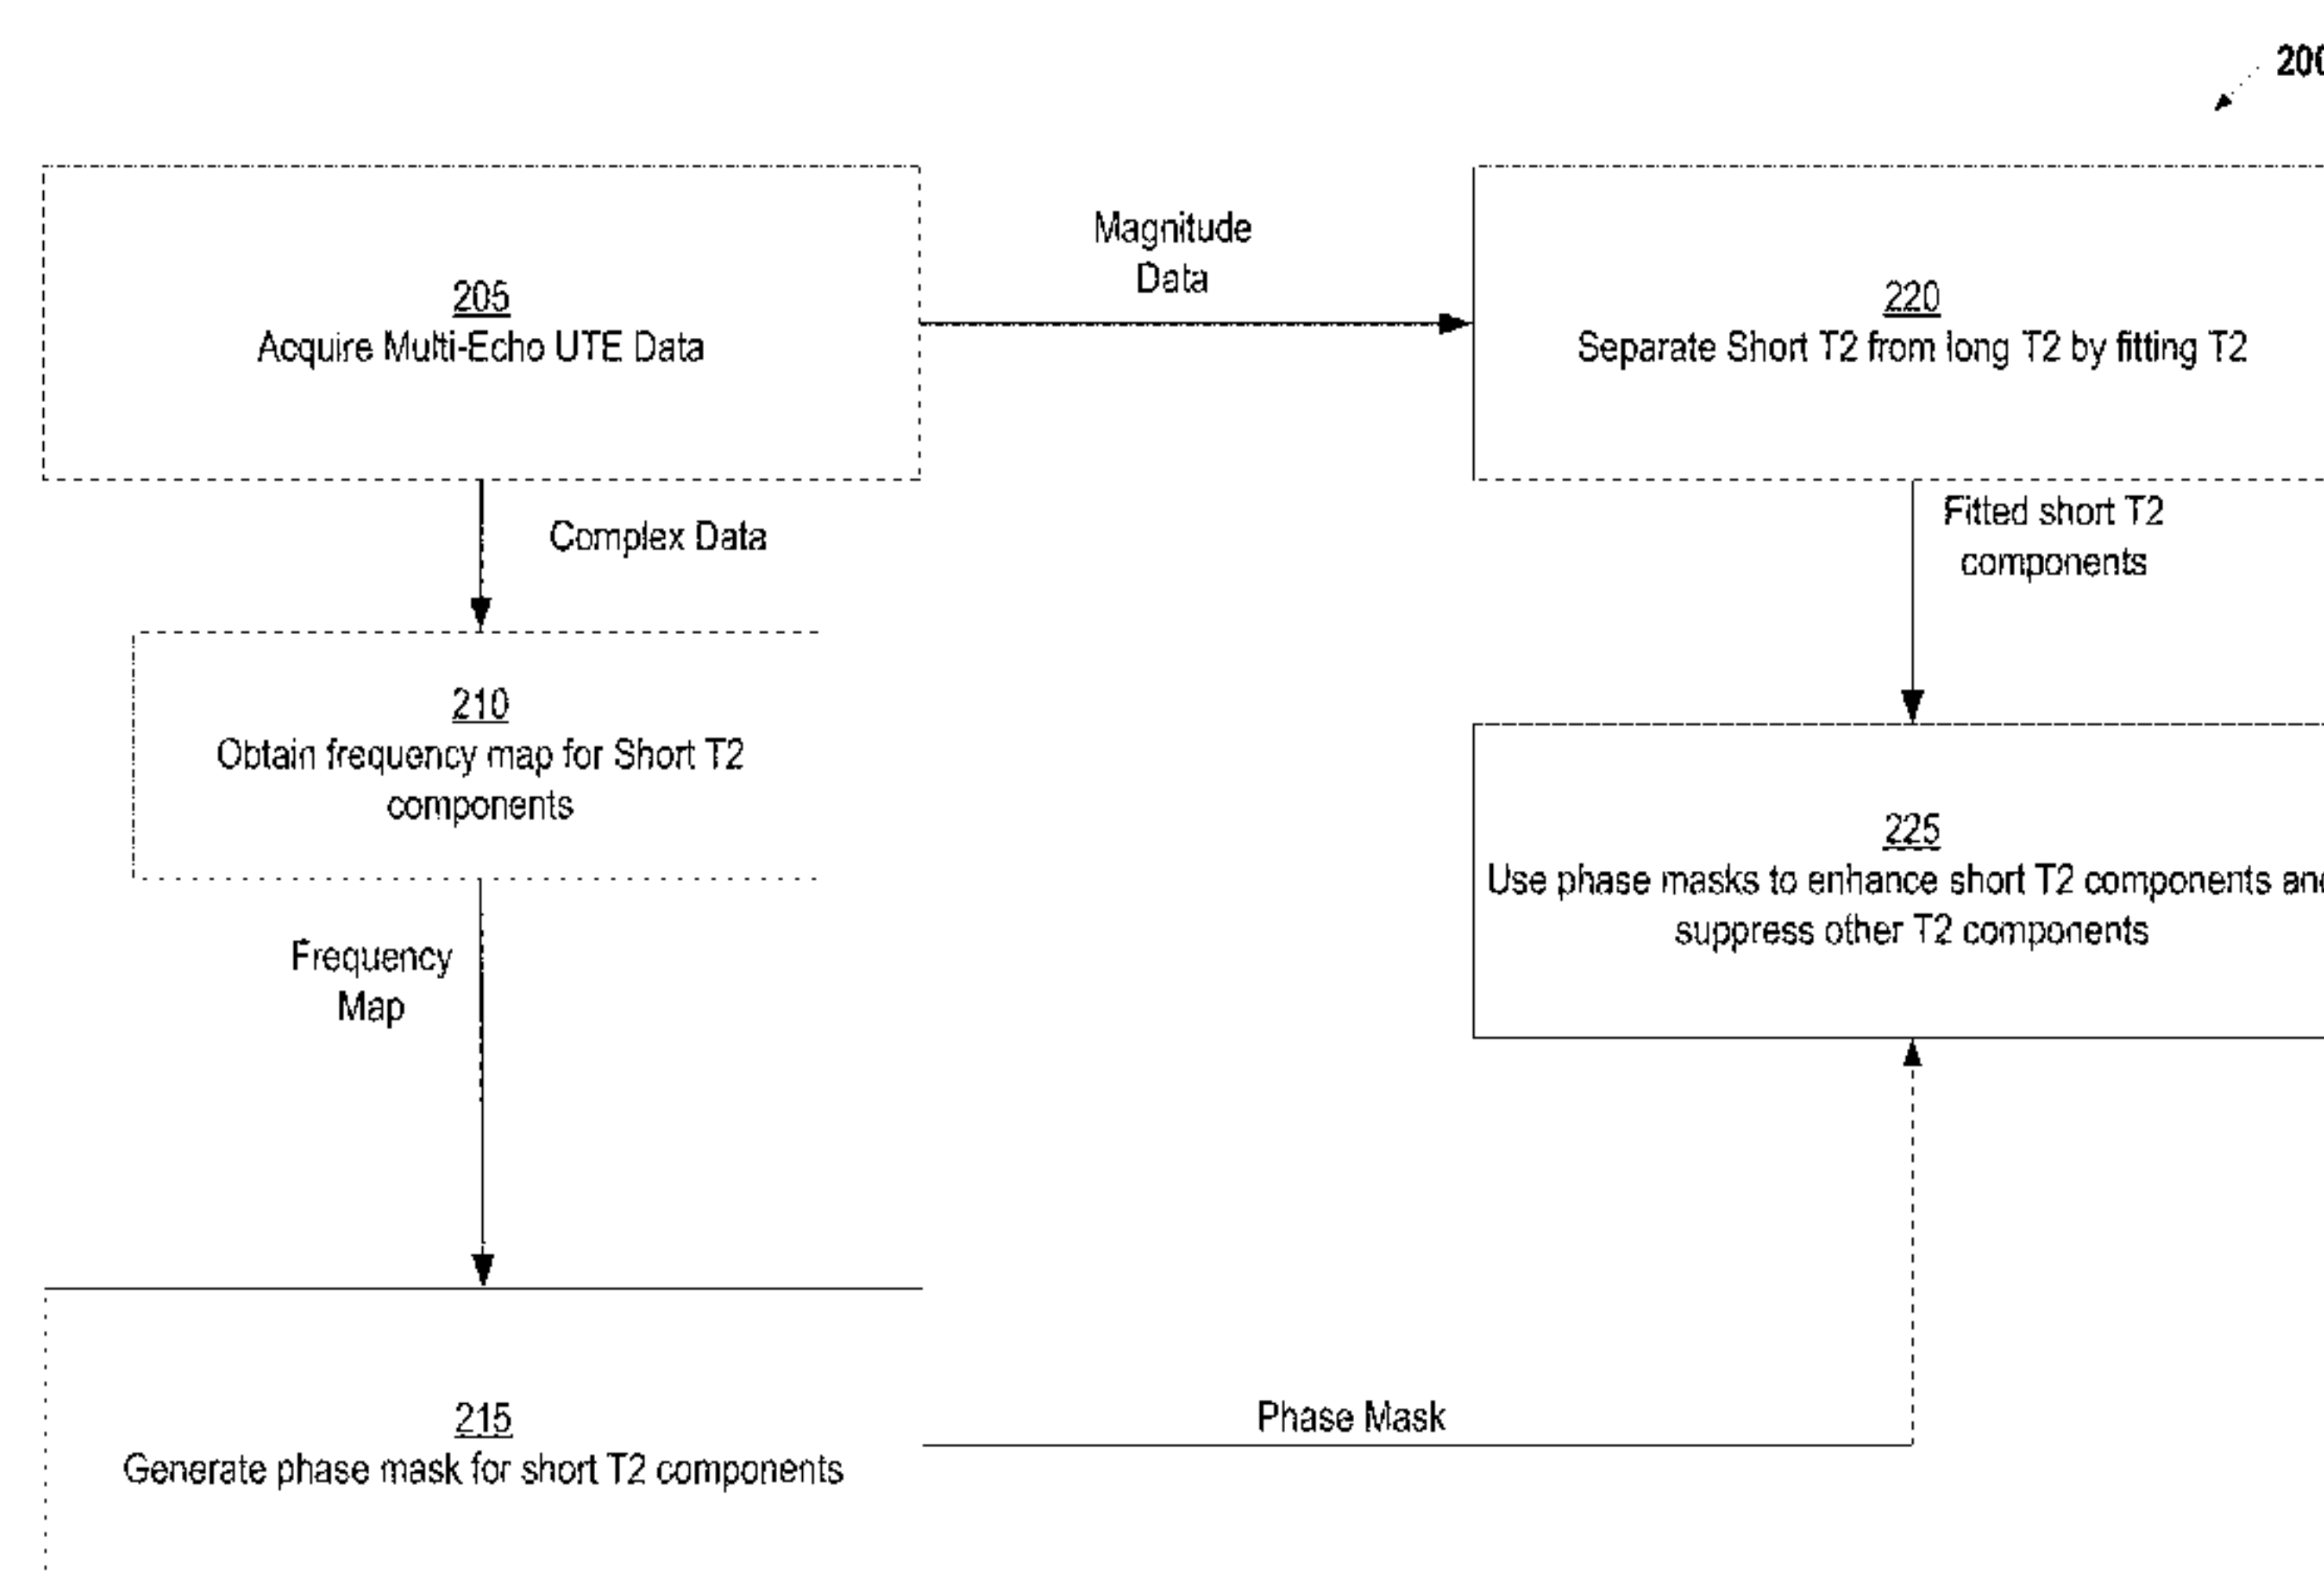 200
205
Acquire Multi-Echo UTE Data
Magnitude
Data
220
Separate Short T2 from long T2 by fitting T2
Complex Data
Fitted short T2
components
210
Obtain frequency map for Short T2
components
225
Use phase masks to enhance short T2 components and
suppress other T2 components
Frequency
Map
215
Generate phase mask for short T2 components
Phase Mask